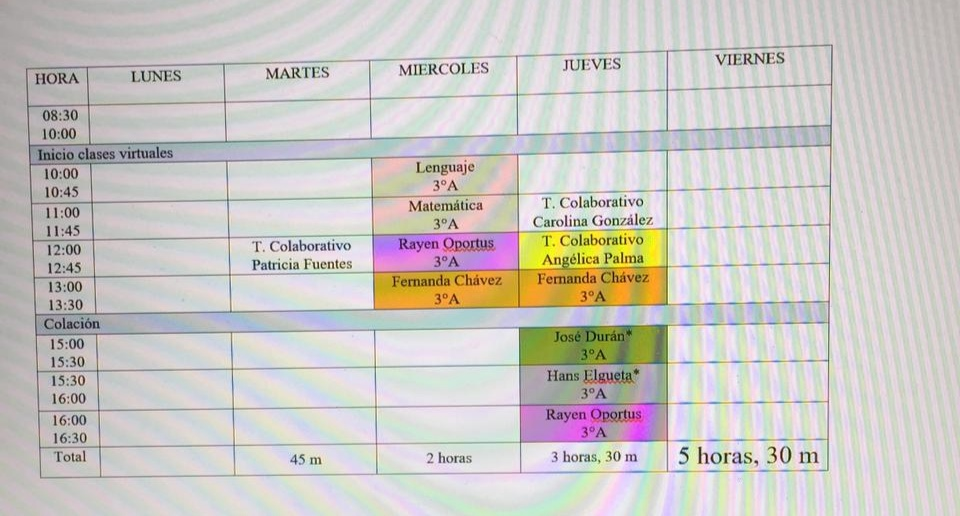 HORA LUNES MARTES MIERCOLES JUEVES VIERNES
08:30
10:00
Inicio clases virtuales
10:00 Lenguaje
10:45 3°A
11:00 Matemática T. Colaborativo
11:45 3°A Carolina González
12:00 T. Colaborativo Rayen Oportus T. Colaborativo
12:45 Patricia Fuentes 3°A Angélica Palma
13:00 Fernanda Chávez Fernanda Chávez
13:30 3°A 3°A
Colación
15:00 José Durán*
15:30 3°A
15:30 Hans Elgueta*
16:00 3°A
16:00 Rayen Oportus
16:30 3°A
Total 45 m 2 horas 3 horas, 30 m 5 horas, 30 m